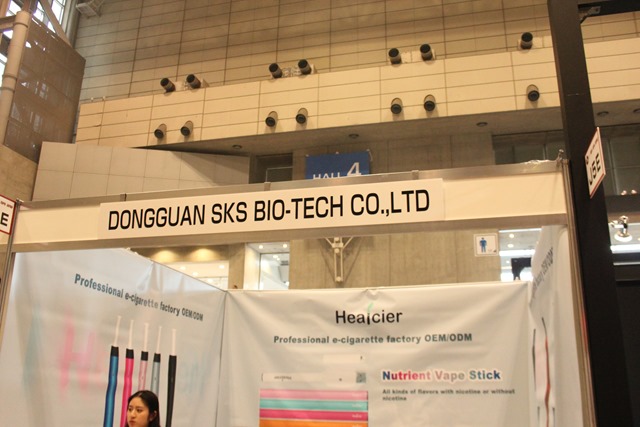 HALL 4
DONGGUAN SKS BIO-TECH CO.,LTD
Professional e-cigarette factory OEM/ODM
Healcier
Professional e-cigarette factory OEM/ODM
Nutrient Vape Stick
All kinds of flavors with nicotine or without
nicotine